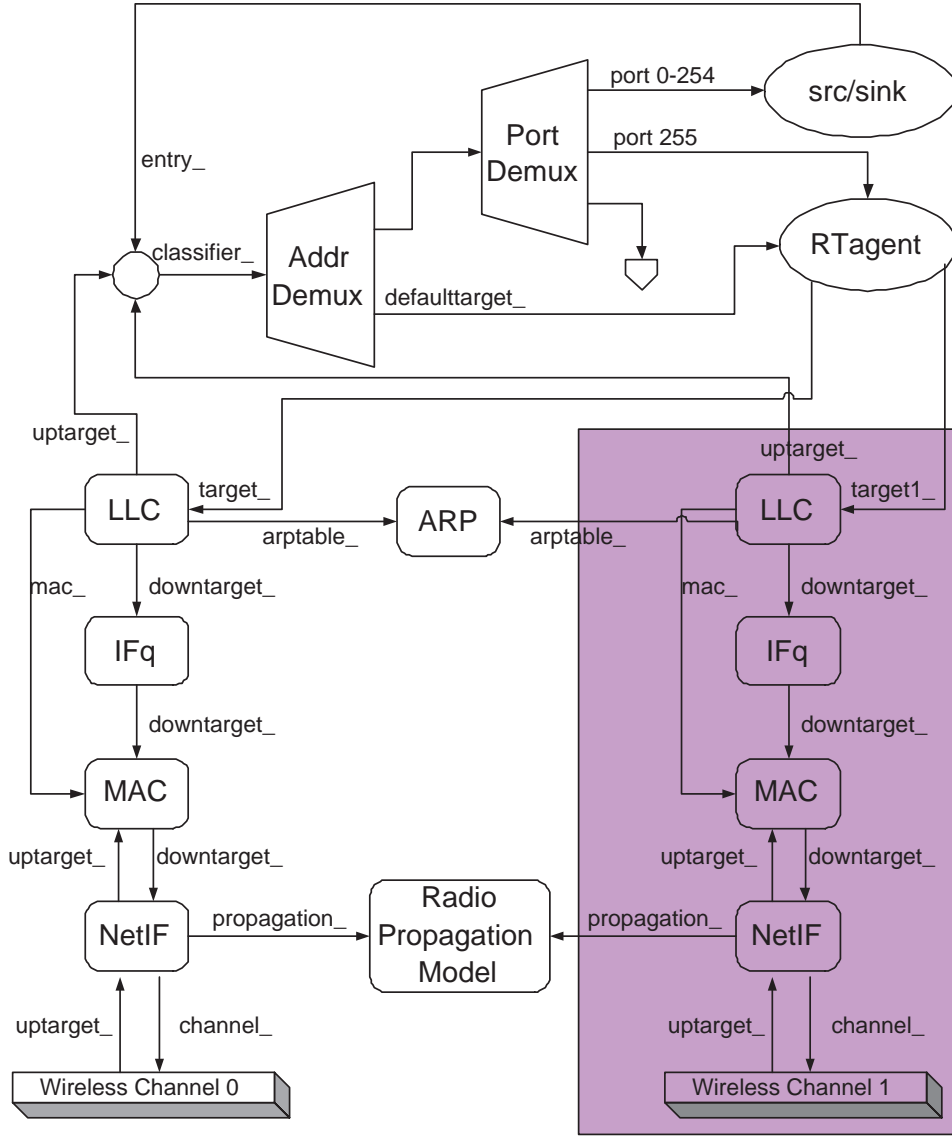 port 0-254
src/sink
Port
Demux
port 255
entry_
classifier_
Addr
Demux
RTagent
defaulttarget_
uptarget_
uptarget_
LLC
target_
ARP
LLC
target1_
arptable_
arptable_
mac_
downtarget_
mac_
downtarget_
IFq
IFq
downtarget_
downtarget_
MAC
MAC
uptarget_
downtarget_
uptarget_
downtarget_
NetIF
propagation_
Radio
Propagation
Model
propagation_
NetIF
uptarget_
channel_
uptarget_
channel_
Wireless Channel 0
Wireless Channel 1